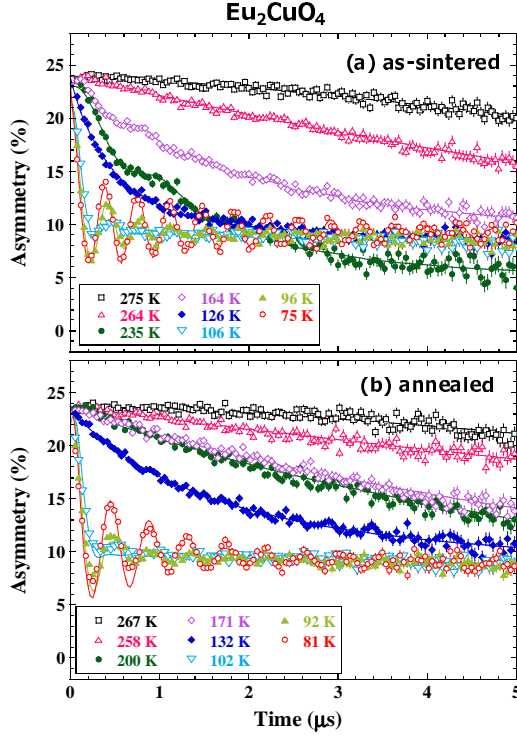 Eu₂CuO₄
(a) as-sintered
25
20
15
10
5
0
Asymmetry (%)
275 K 164 K 96 K
264 K 126 K 75 K
235 K 106 K
(b) annealed
25
20
15
10
5
0
Asymmetry (%)
267 K 171 K 92 K
258 K 132 K 81 K
200 K 102 K
0 1 2 3 4 5
Time (μs)